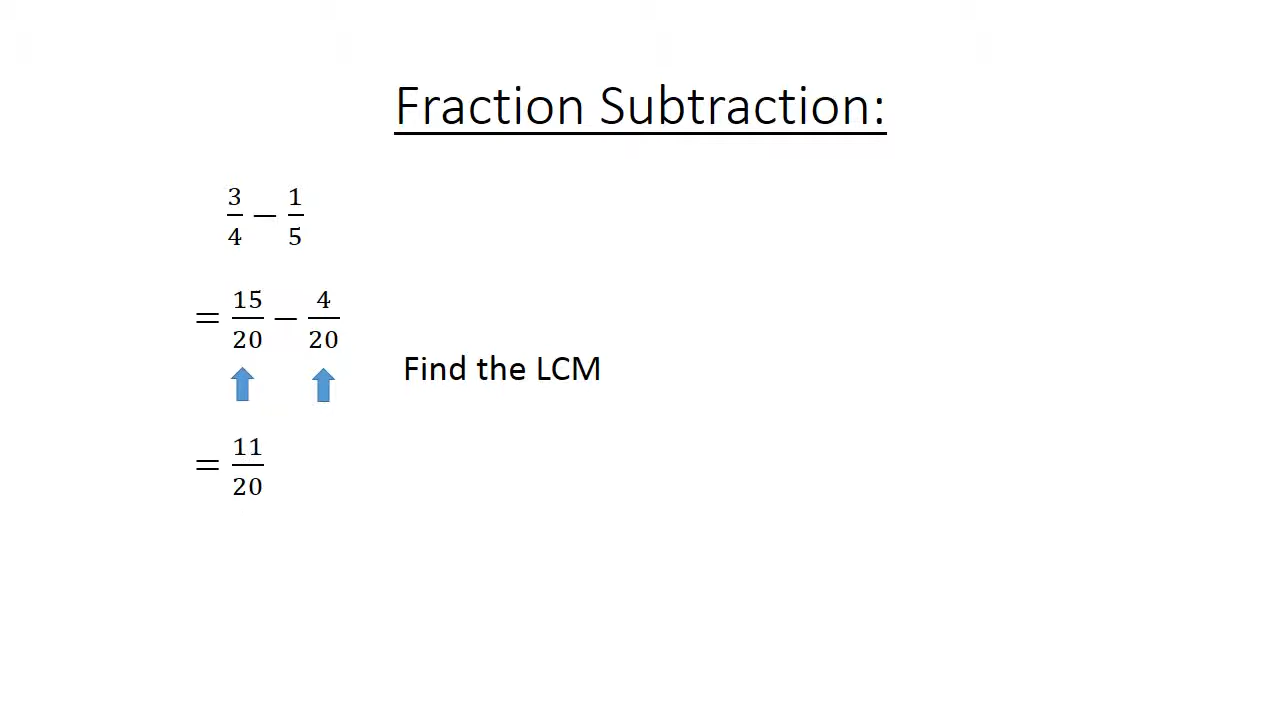 Fraction Subtraction:
3/4 − 1/5
= 15/20 − 4/20
Find the LCM
= 11/20